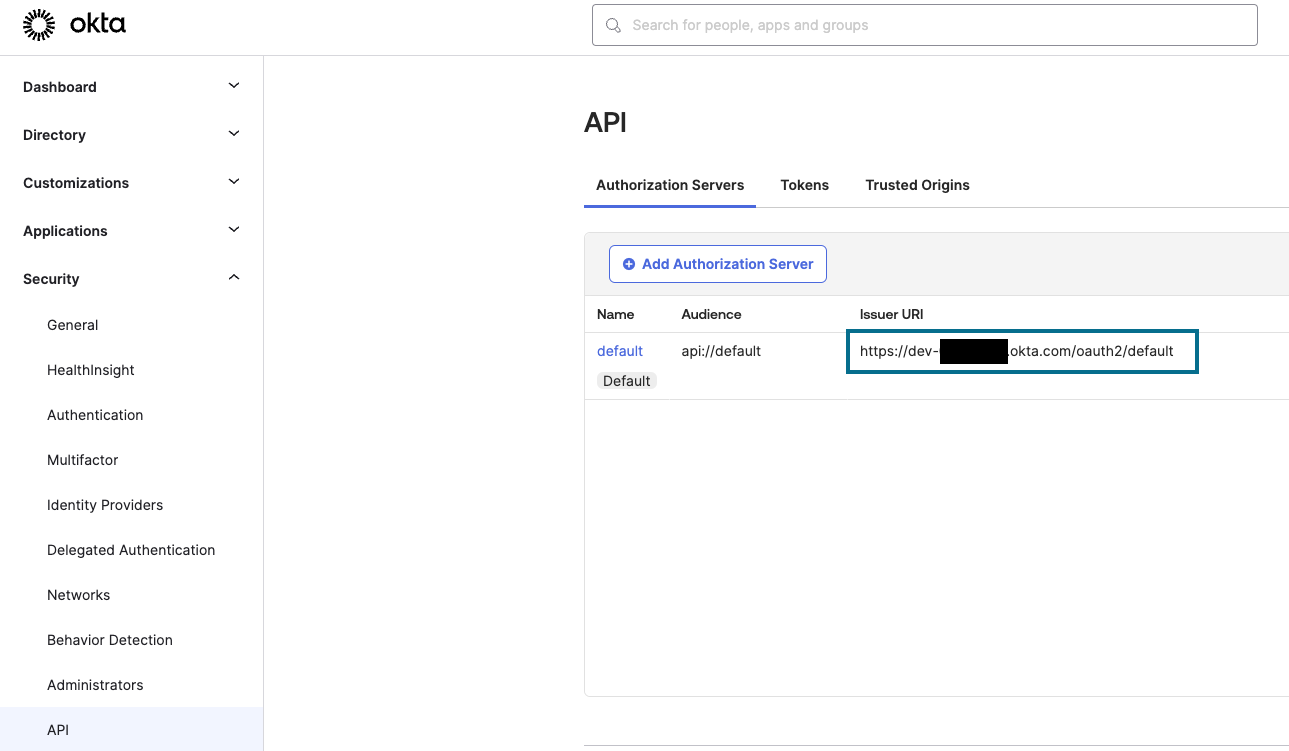 okta
Search for people, apps and groups
Dashboard
Directory
Customizations
Applications
Security
General
HealthInsight
Authentication
Multifactor
Identity Providers
Delegated Authentication
Networks
Behavior Detection
Administrators
API
API
Authorization Servers Tokens Trusted Origins
Add Authorization Server
Name Audience Issuer URI
default api://default https://dev- .okta.com/oauth2/default
Default